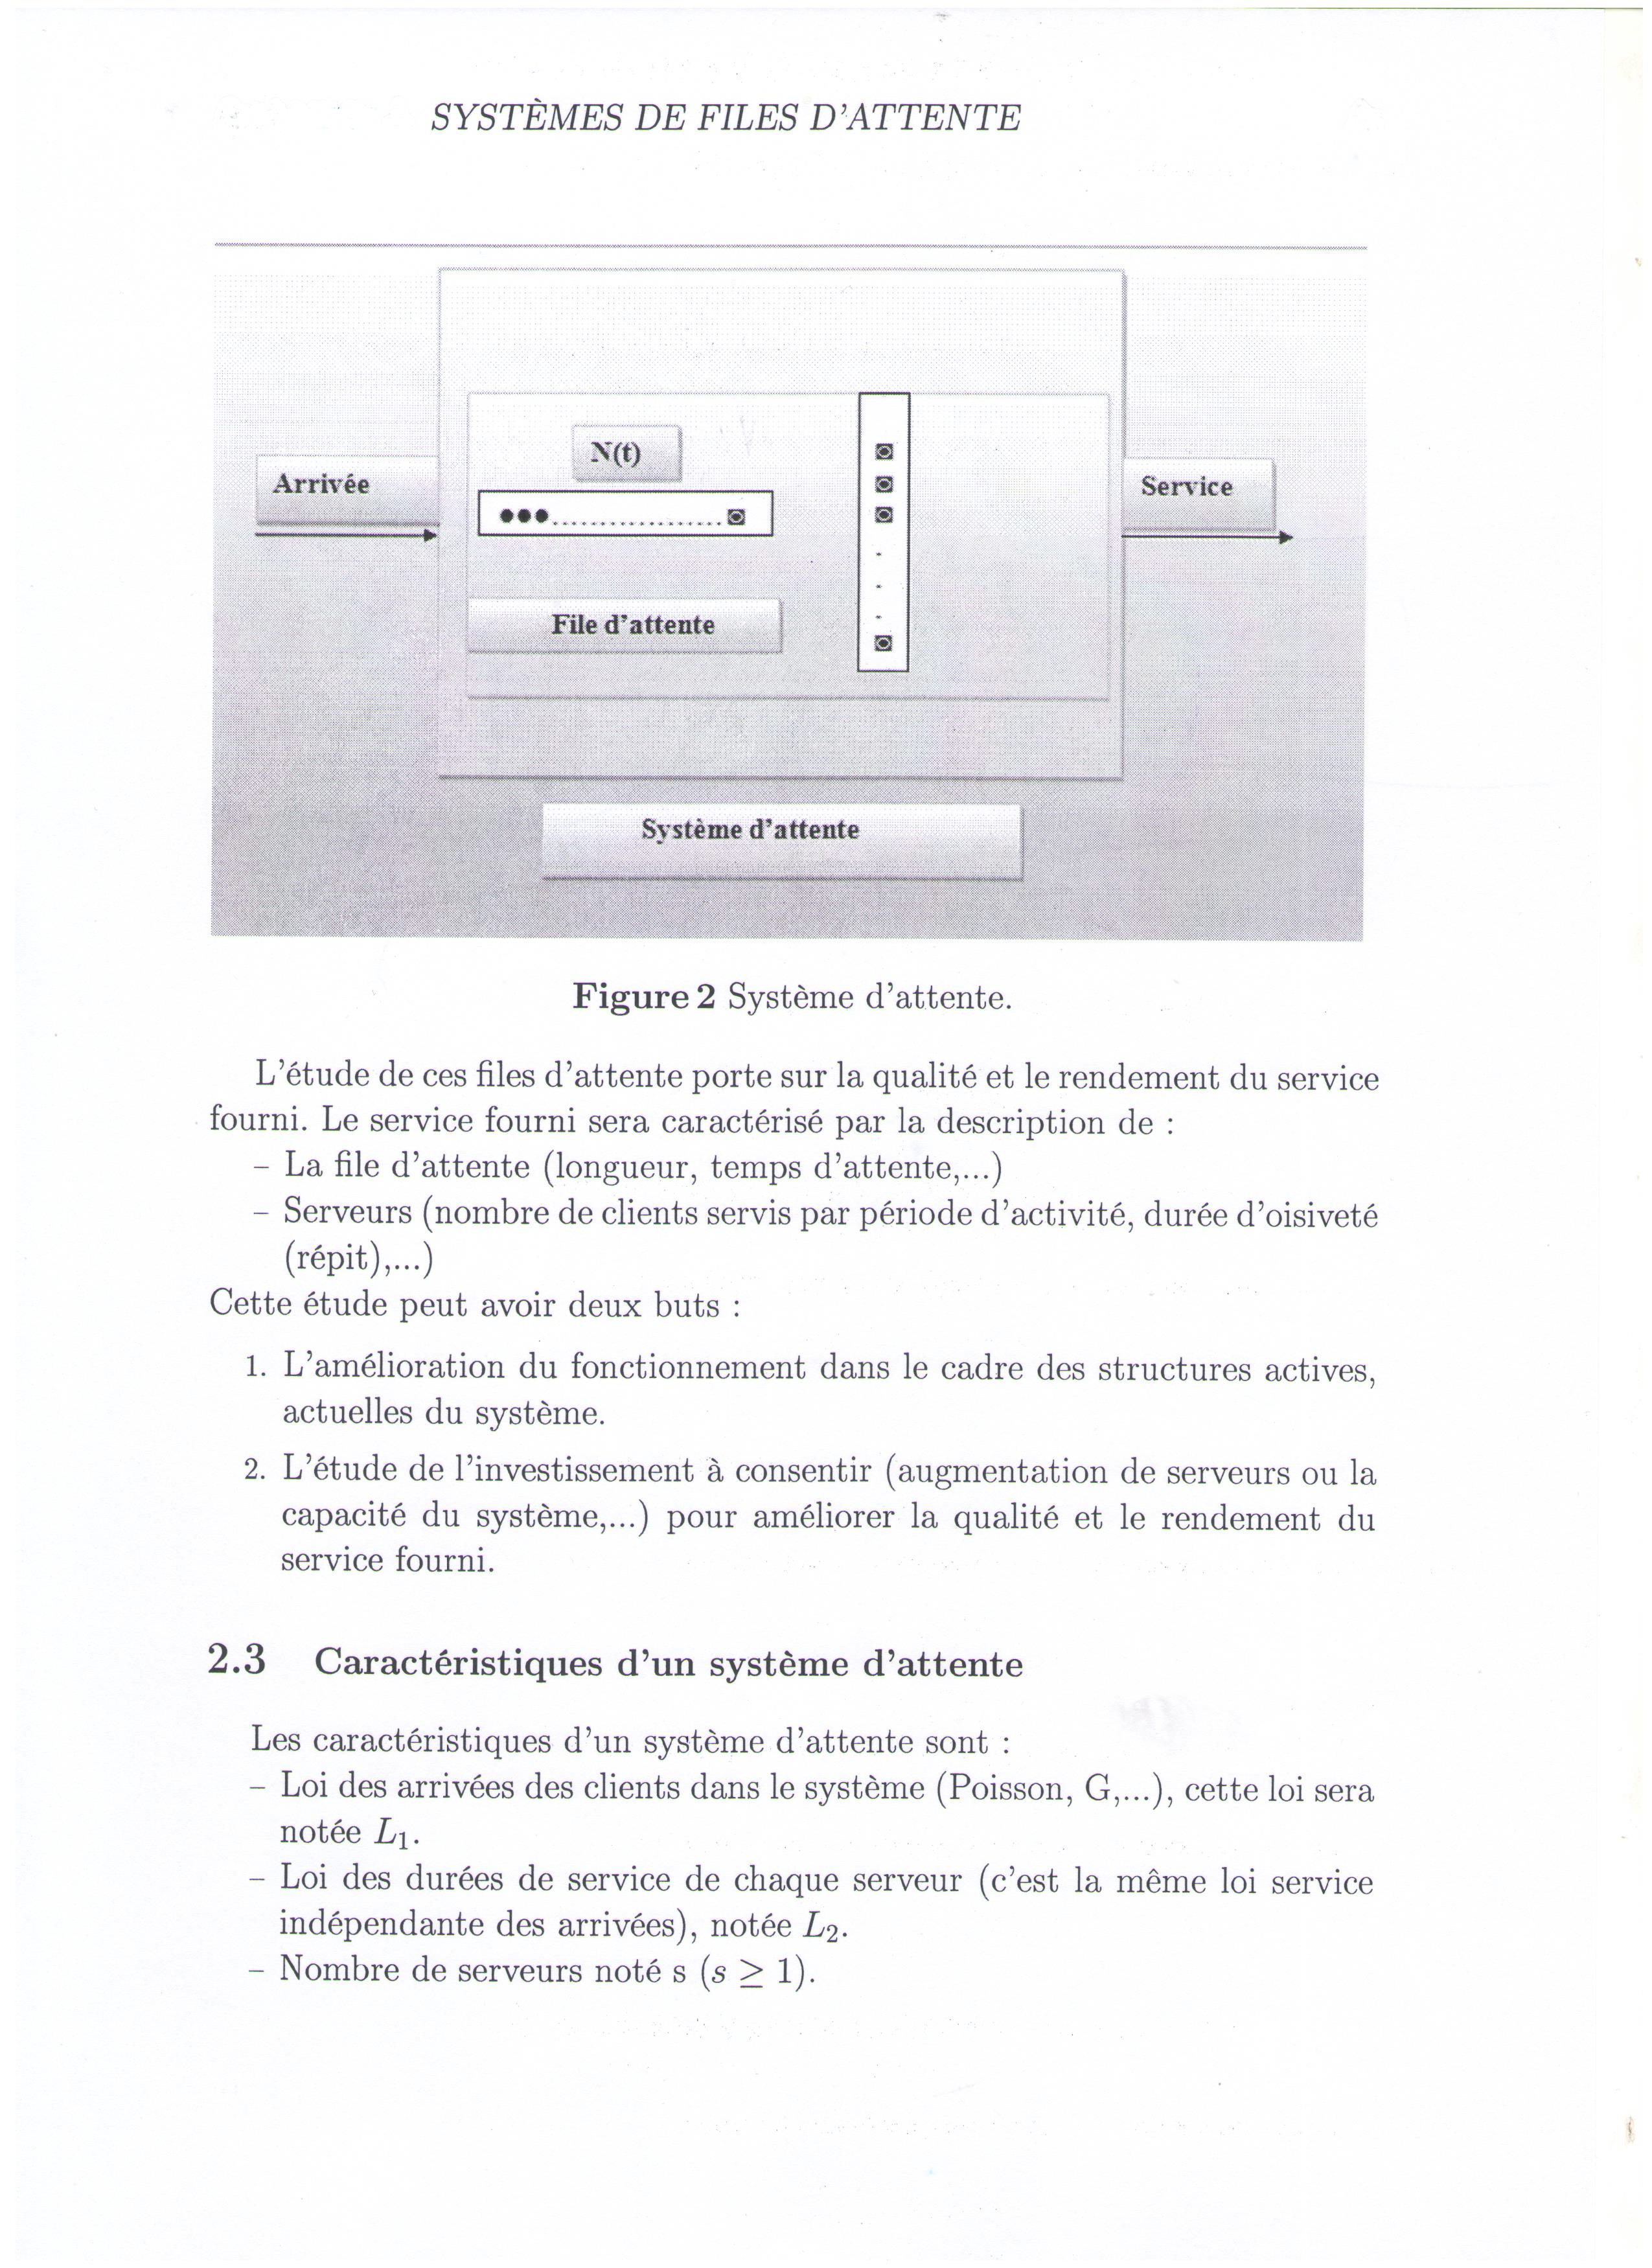 SYSTÈMES DE FILES D'ATTENTE
N(t)
Arrivée
Service
●●●..................◙
File d'attente
Système d'attente
Figure 2 Système d'attente.
L'étude de ces files d'attente porte sur la qualité et le rendement du service
fourni. Le service fourni sera caractérisé par la description de :
– La file d'attente (longueur, temps d'attente,...)
– Serveurs (nombre de clients servis par période d'activité, durée d'oisiveté
(répit),...)
Cette étude peut avoir deux buts :
1. L'amélioration du fonctionnement dans le cadre des structures actives,
actuelles du système.
2. L'étude de l'investissement à consentir (augmentation de serveurs ou la
capacité du système,...) pour améliorer la qualité et le rendement du
service fourni.
2.3 Caractéristiques d'un système d'attente
Les caractéristiques d'un système d'attente sont :
– Loi des arrivées des clients dans le système (Poisson, G,...), cette loi sera
notée L₁.
– Loi des durées de service de chaque serveur (c'est la même loi service
indépendante des arrivées), notée L₂.
– Nombre de serveurs noté s (s ≥ 1).